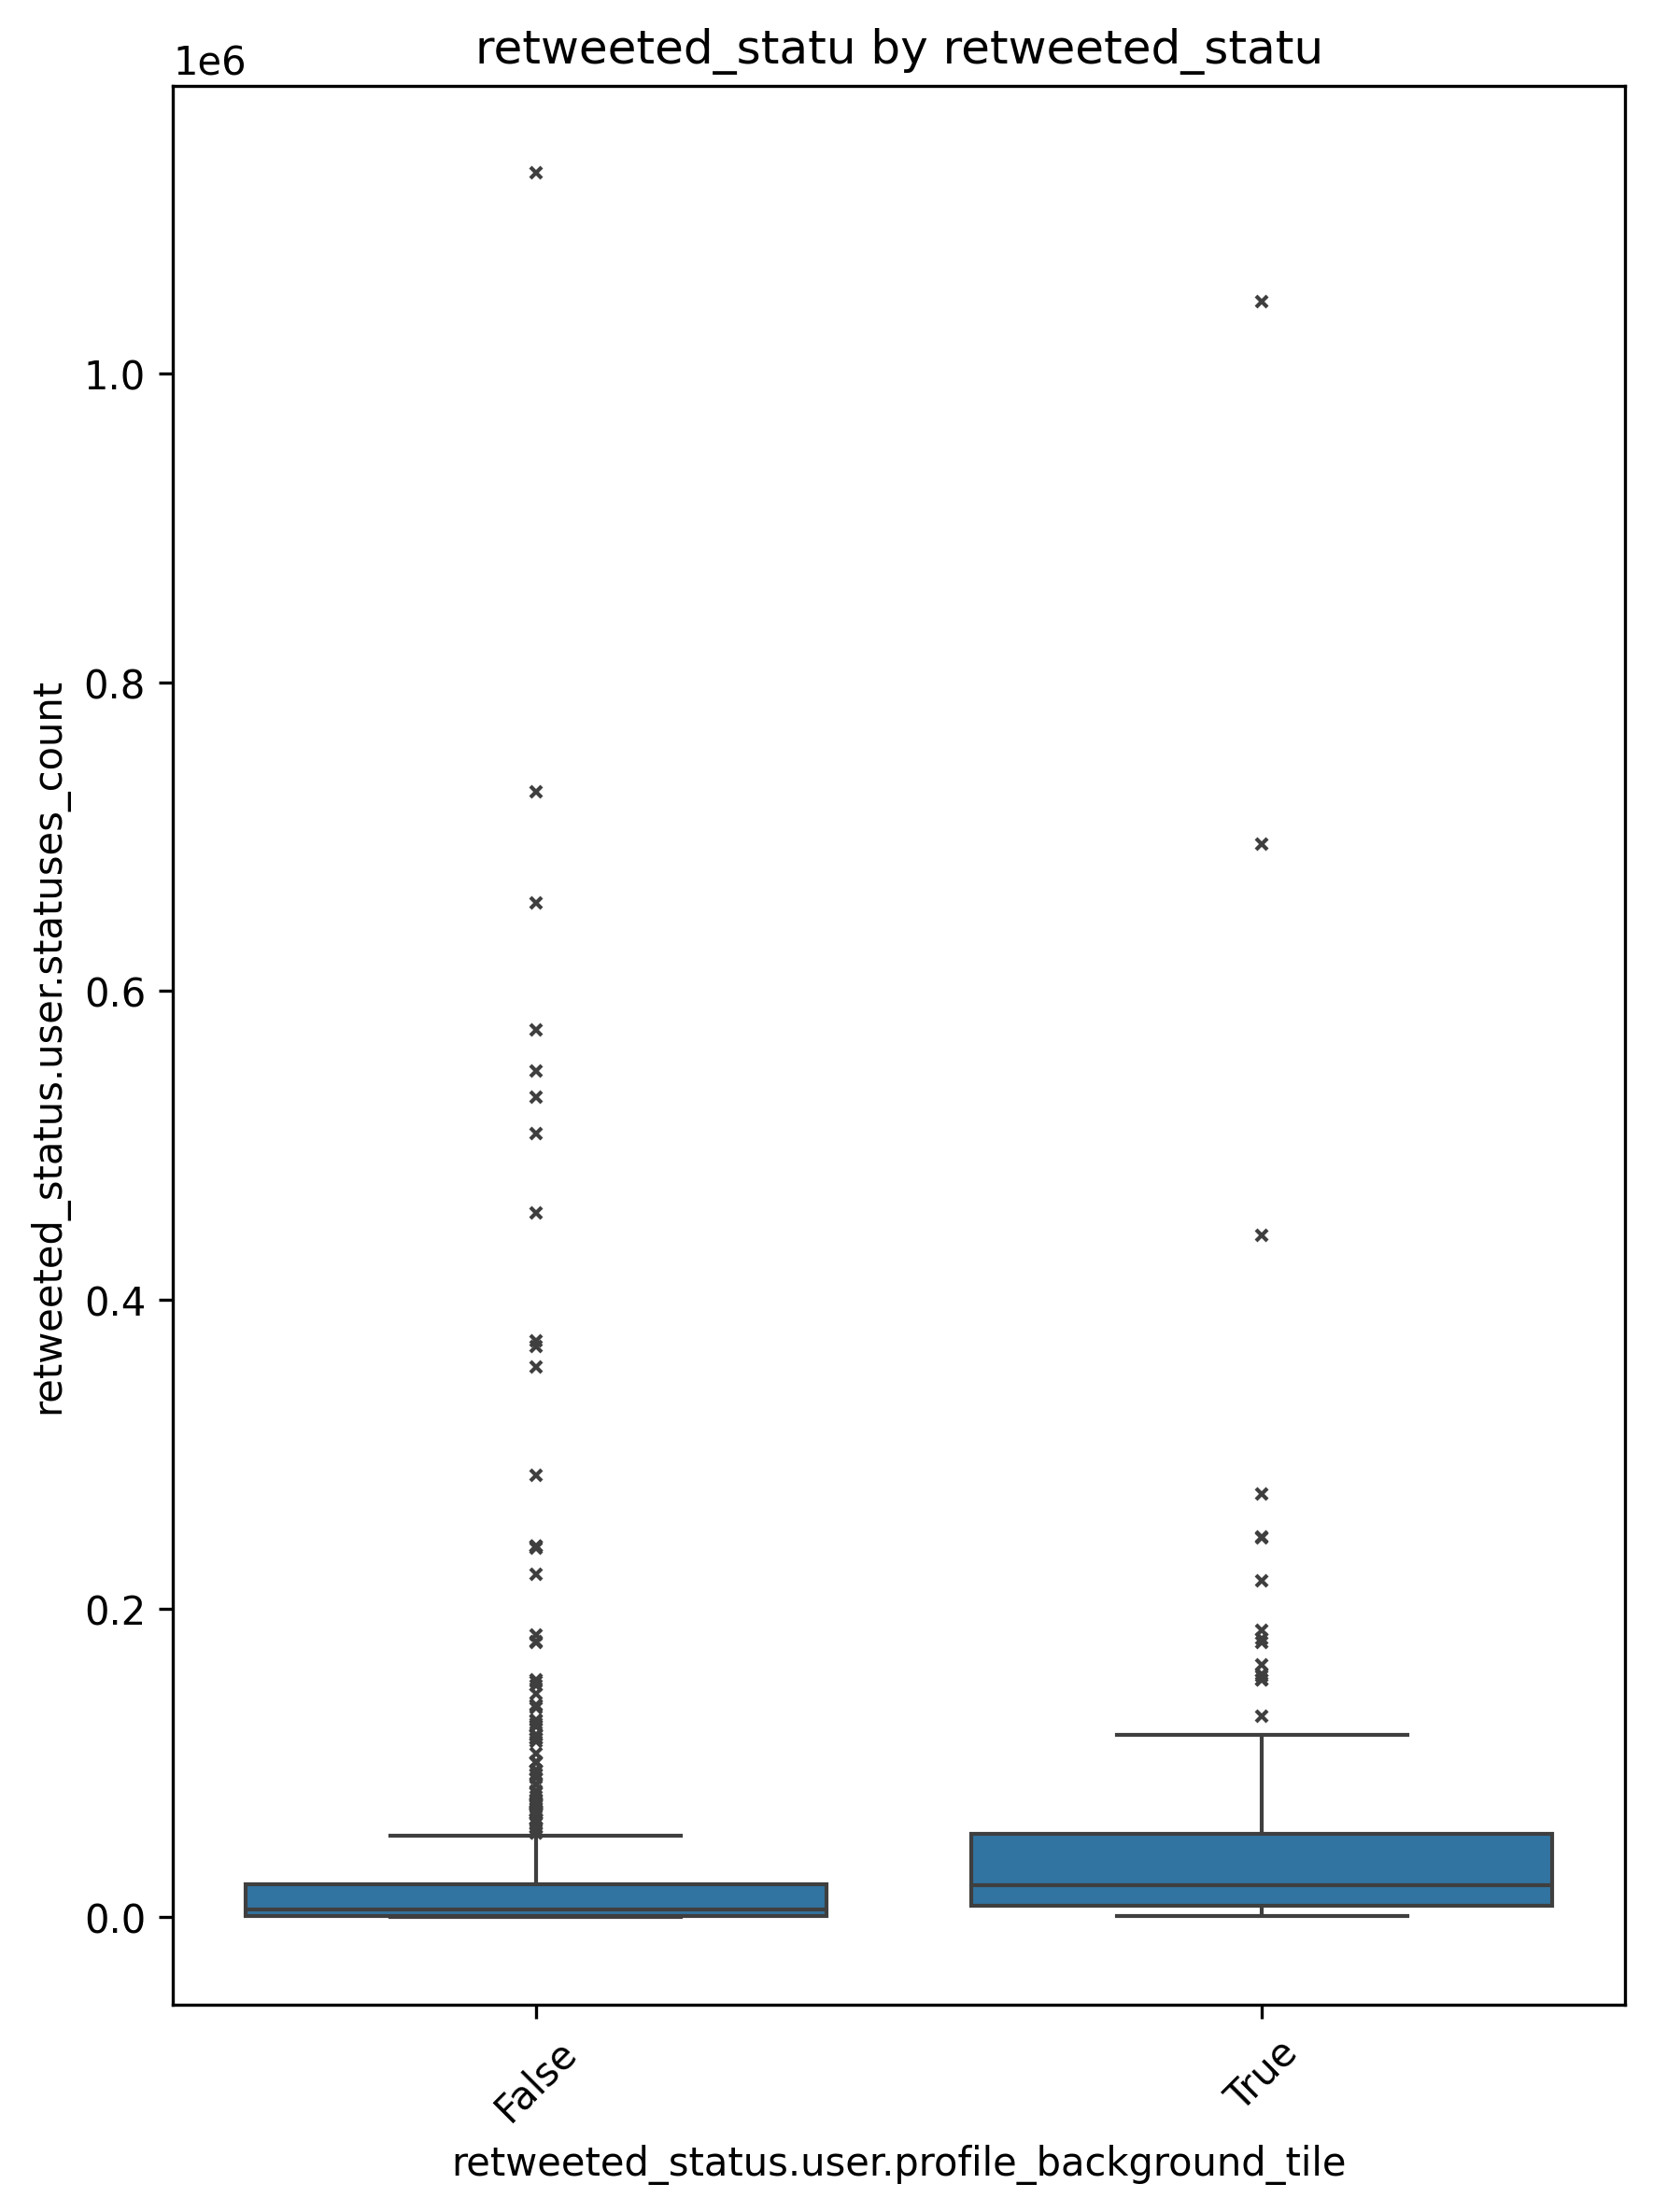 retweeted_statu by retweeted_statu
1e6
1.0
0.8
0.6
0.4
0.2
0.0
retweeted_status.user.statuses_count
False
True
retweeted_status.user.profile_background_tile